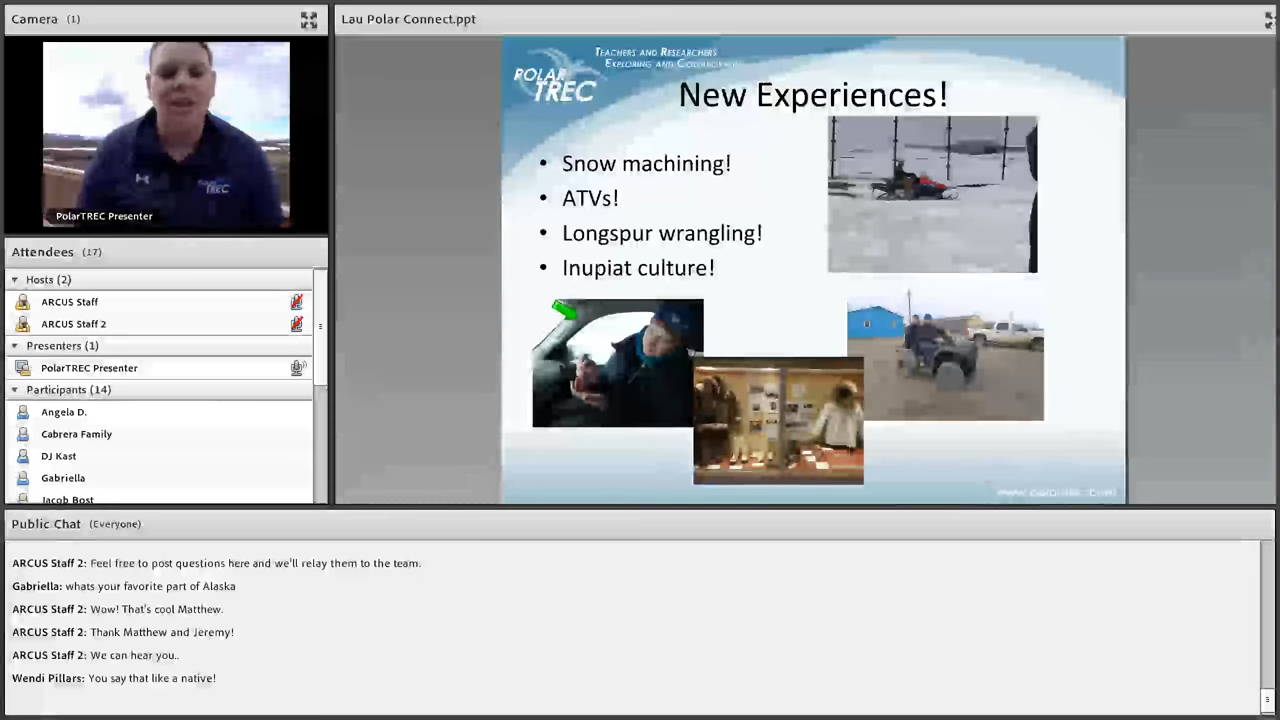 Camera (1)
PolarTREC Presenter
Attendees (17)
Hosts (2)
ARCUS Staff
ARCUS Staff 2
Presenters (1)
PolarTREC Presenter
Participants (14)
Angela D.
Cabrera Family
DJ Kast
Gabriella
Jacob Bost
Lau Polar Connect.ppt
TEACHERS AND RESEARCHERS
EXPLORING AND
POLAR
TREC
New Experiences!
• Snow machining!
• ATVs!
• Longspur wrangling!
• Inupiat culture!
www.polartrec.com
Public Chat (Everyone)
ARCUS Staff 2: Feel free to post questions here and we'll relay them to the team.
Gabriella: whats your favorite part of Alaska
ARCUS Staff 2: Wow! That's cool Matthew.
ARCUS Staff 2: Thank Matthew and Jeremy!
ARCUS Staff 2: We can hear you..
Wendi Pillars: You say that like a native!